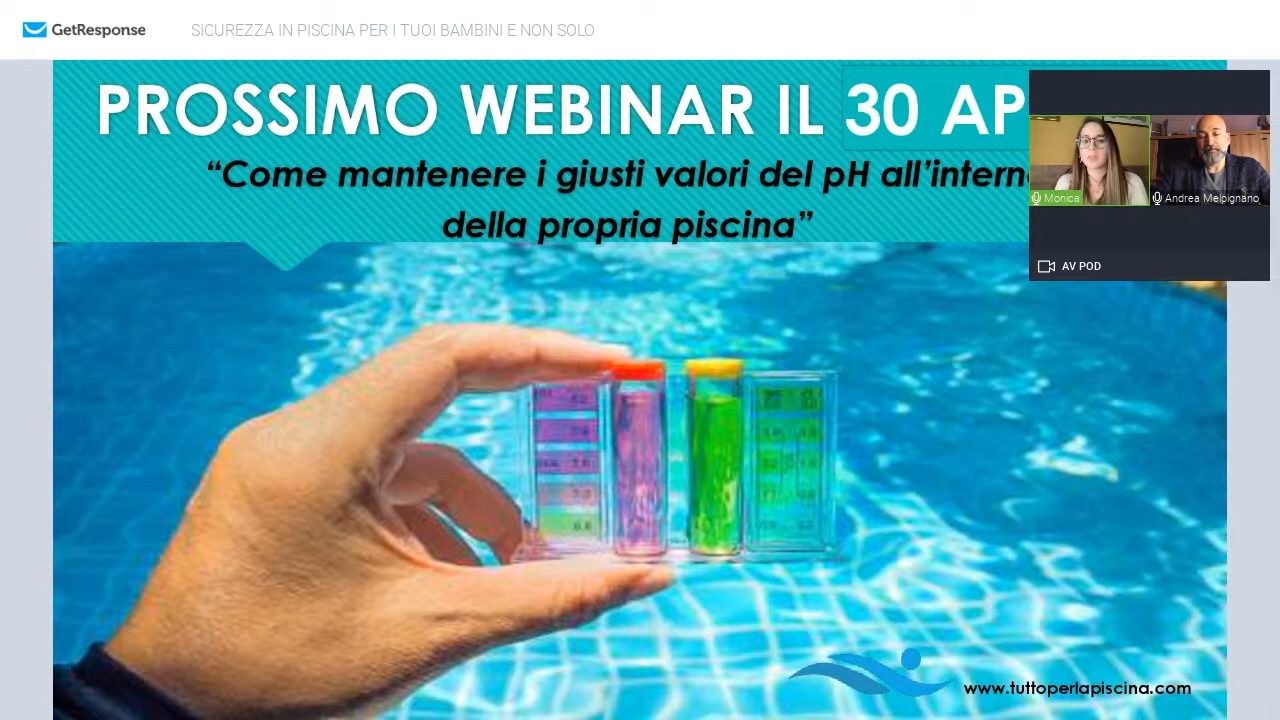 GetResponse
SICUREZZA IN PISCINA PER I TUOI BAMBINI E NON SOLO
PROSSIMO WEBINAR IL 30 AP
“Come mantenere i giusti valori del pH all’intern
della propria piscina”
Monica
Andrea Melpignano
AV POD
www.tuttoperlapiscina.com